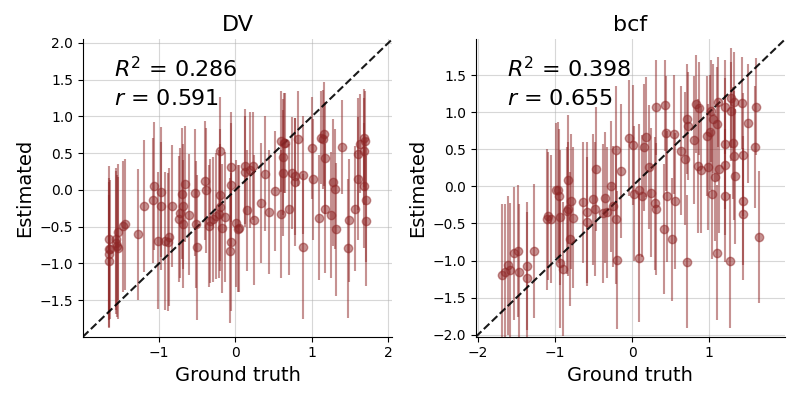 DV
R² = 0.286
r = 0.591
Estimated
2.0
1.5
1.0
0.5
0.0
−0.5
−1.0
−1.5
−1
0
1
2
Ground truth
bcf
R² = 0.398
r = 0.655
Estimated
1.5
1.0
0.5
0.0
−0.5
−1.0
−1.5
−2.0
−2
−1
0
1
Ground truth